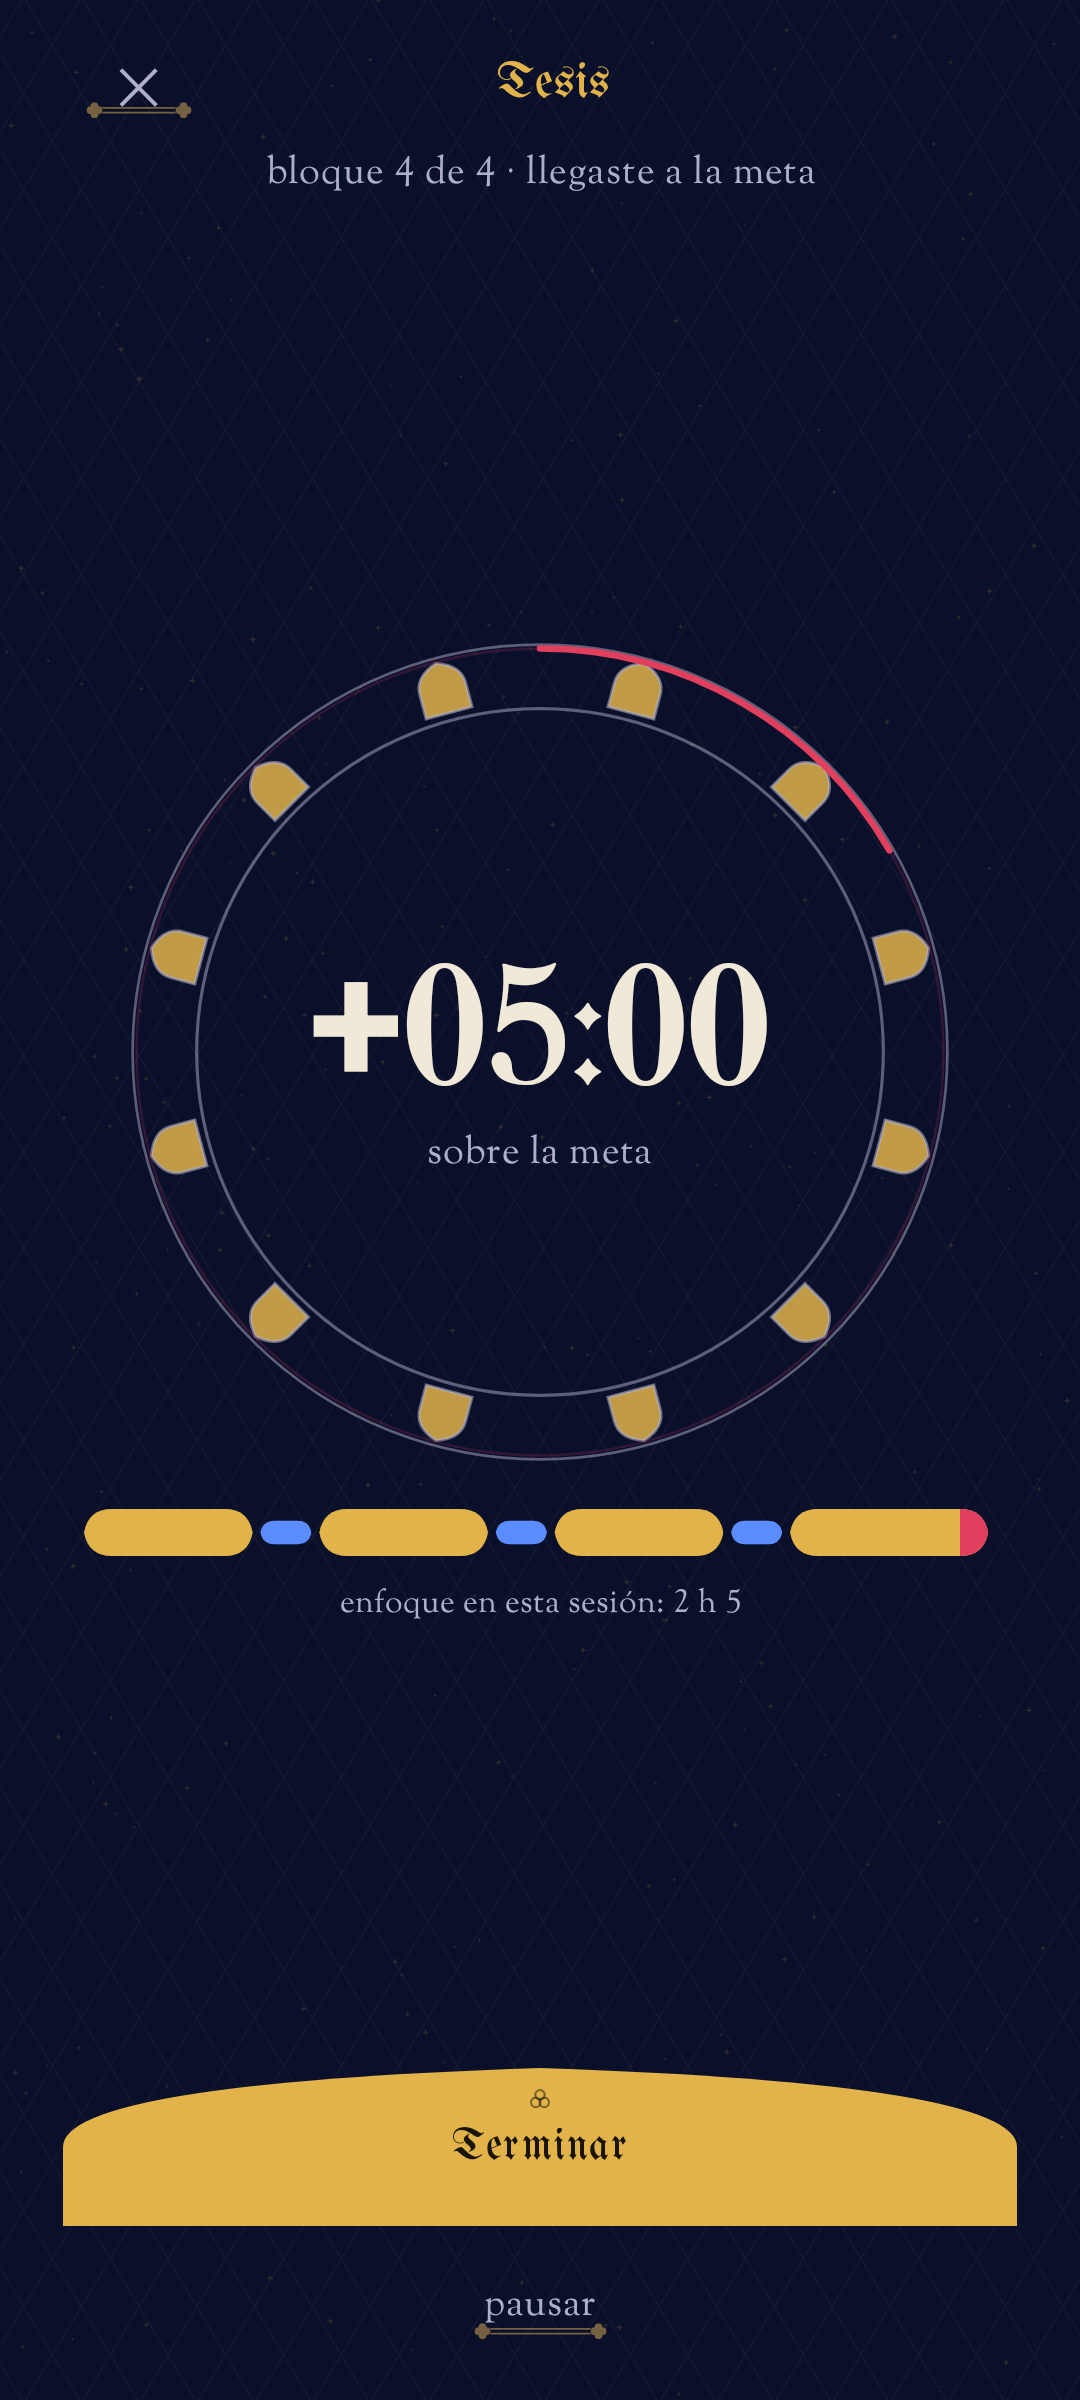 Tesis
bloque 4 de 4 · llegaste a la meta
+05:00
sobre la meta
enfoque en esta sesión: 2 h 5
Terminar
pausar